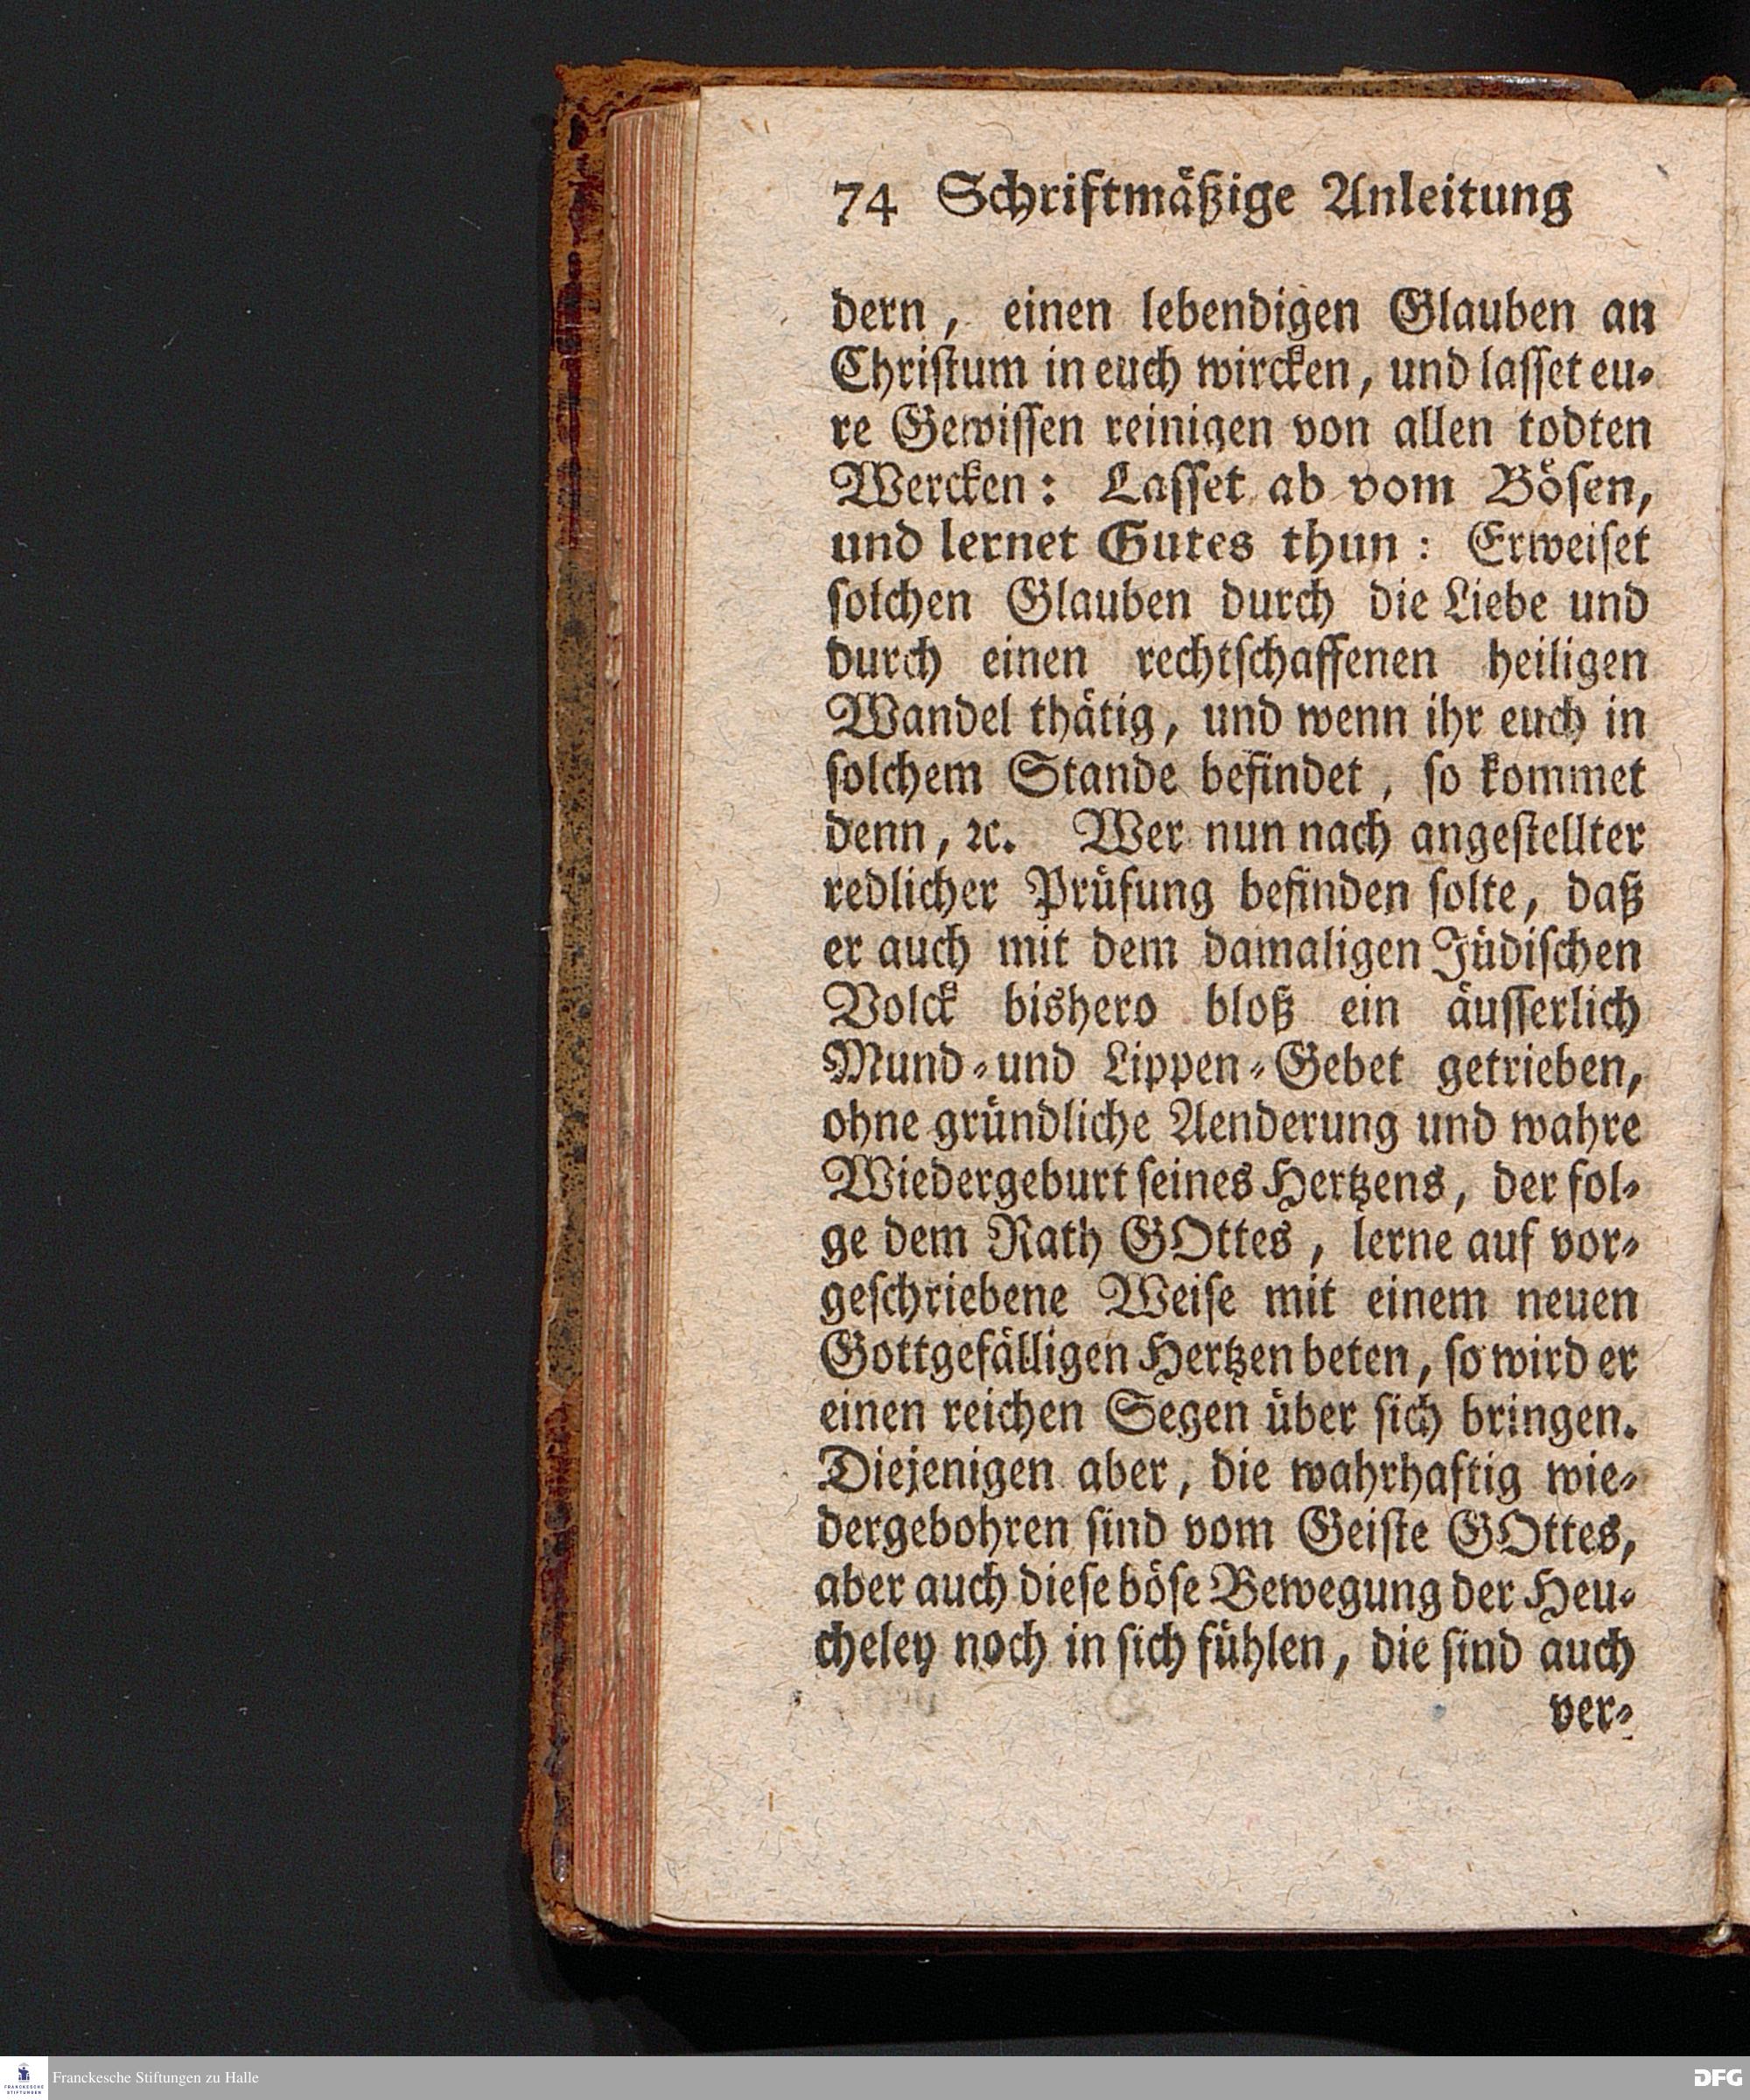 74 Schriftmäßige Anleitung
dern, einen lebendigen Glauben an
Christum in euch wircken, und lasset eu-
re Gewissen reinigen von allen todten
Wercken: Lasset ab vom Bösen,
und lernet Gutes thun: Erweiset
solchen Glauben durch die Liebe und
durch einen rechtschaffenen heiligen
Wandel thätig, und wenn ihr euch in
solchem Stande befindet, so kommet
denn, ꝛc. Wer nun nach angestellter
redlicher Prüfung befinden solte, daß
er auch mit dem damaligen Jüdischen
Volck bishero bloß ein äusserlich
Mund-und Lippen-Gebet getrieben,
ohne gründliche Aenderung und wahre
Wiedergeburt seines Hertzens, der fol-
ge dem Rath GOttes, lerne auf vor-
geschriebene Weise mit einem neuen
Gottgefälligen Hertzen beten, so wird er
einen reichen Segen über sich bringen.
Diejenigen aber, die wahrhaftig wie-
dergebohren sind vom Geiste GOttes,
aber auch diese böse Bewegung der Heu-
cheley noch in sich fühlen, die sind auch
ver-
FRANCKESCHE
STIFTUNGEN
Franckesche Stiftungen zu Halle
DFG